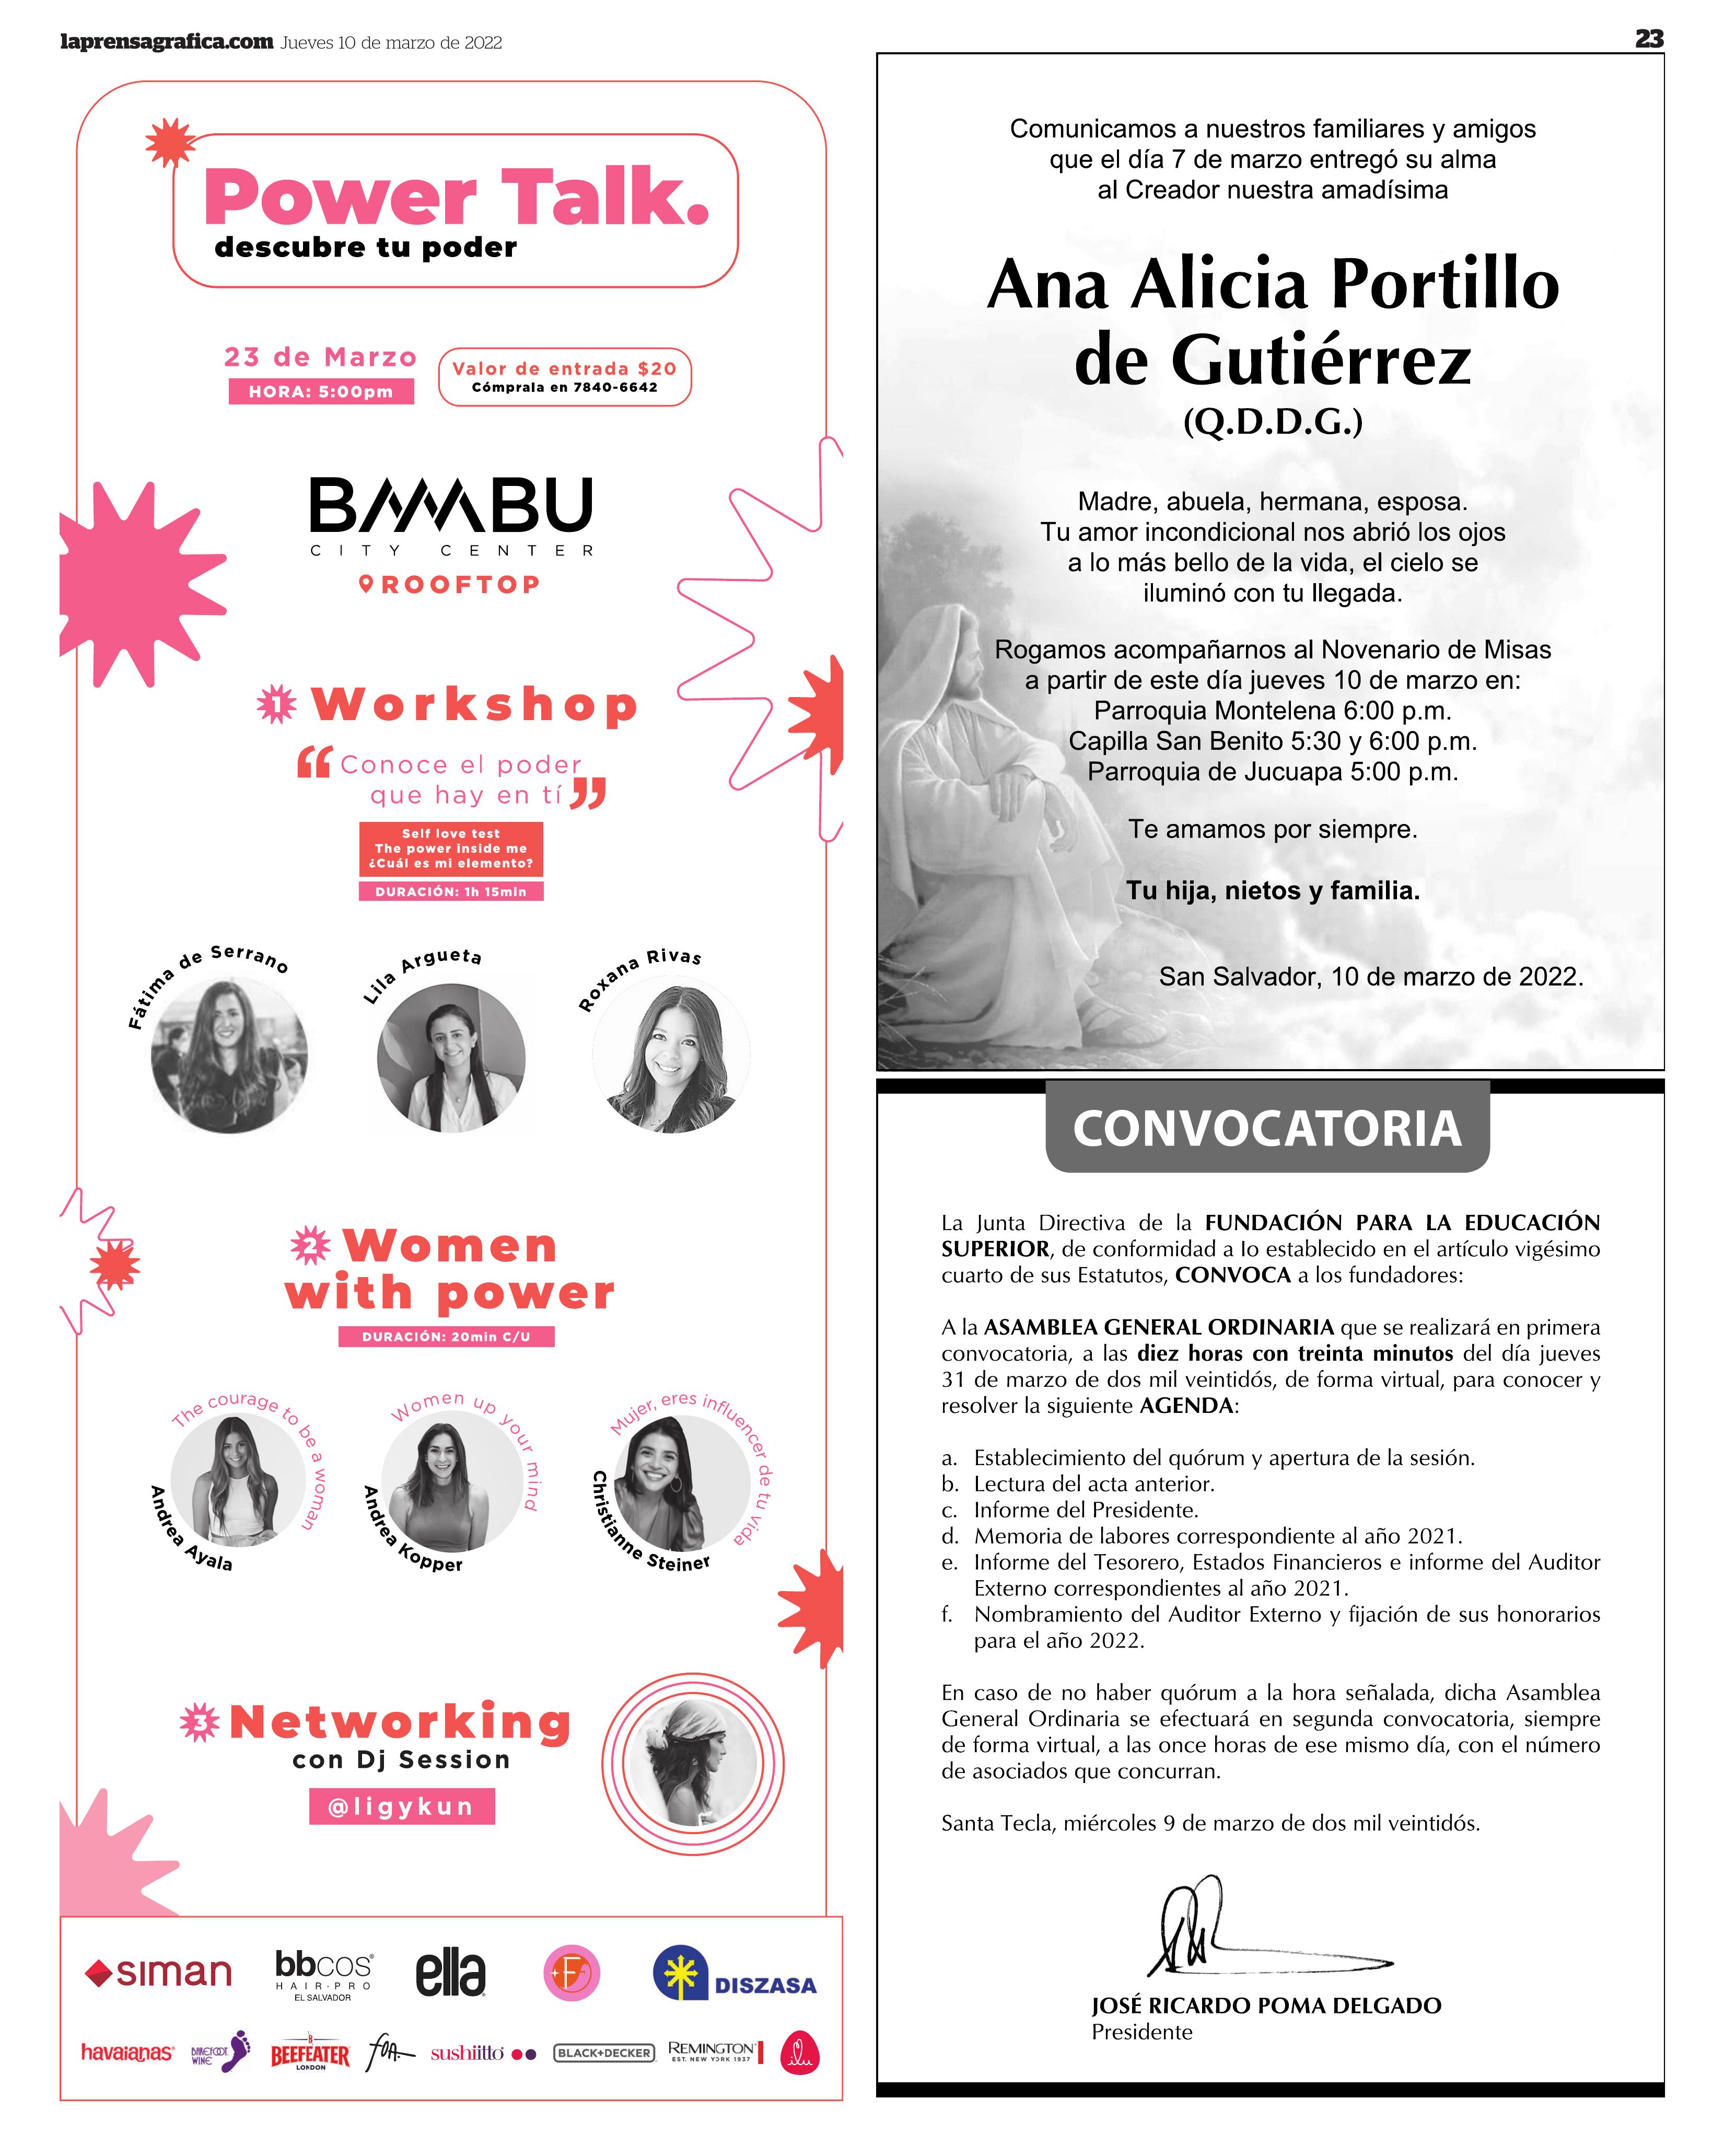 laprensagrafica.com Jueves 10 de marzo de 2022
23
Power Talk.
descubre tu poder
23 de Marzo
HORA: 5:00pm
Valor de entrada $20
Cómprala en 7840-6642
BAMBU
CITY CENTER
ROOFTOP
1 Workshop
“ Conoce el poder
que hay en tí ”
Self love test
The power inside me
¿Cuál es mi elemento?
DURACIÓN: 1h 15min
Fátima de Serrano
Lila Argueta
Roxana Rivas
2 Women
with power
DURACIÓN: 20min C/U
The courage to be a woman
Andrea Ayala
Women up your mind
Andrea Kopper
Mujer, eres influencer de tu vida
Christianne Steiner
3 Networking
con Dj Session
@ligykun
SIMAN
bbcos®
HAIR·PRO
EL SALVADOR
ella
F
DISZASA
havaianas®
BAREFOOT
WINE
BEEFEATER
LONDON
foa.
sushiitto
BLACK+DECKER
REMINGTON
EST. NEW YORK 1937
ilu
Comunicamos a nuestros familiares y amigos
que el día 7 de marzo entregó su alma
al Creador nuestra amadísima
Ana Alicia Portillo
de Gutiérrez
(Q.D.D.G.)
Madre, abuela, hermana, esposa.
Tu amor incondicional nos abrió los ojos
a lo más bello de la vida, el cielo se
iluminó con tu llegada.
Rogamos acompañarnos al Novenario de Misas
a partir de este día jueves 10 de marzo en:
Parroquia Montelena 6:00 p.m.
Capilla San Benito 5:30 y 6:00 p.m.
Parroquia de Jucuapa 5:00 p.m.
Te amamos por siempre.
Tu hija, nietos y familia.
San Salvador, 10 de marzo de 2022.
CONVOCATORIA
La Junta Directiva de la FUNDACIÓN PARA LA EDUCACIÓN
SUPERIOR, de conformidad a lo establecido en el artículo vigésimo
cuarto de sus Estatutos, CONVOCA a los fundadores:
A la ASAMBLEA GENERAL ORDINARIA que se realizará en primera
convocatoria, a las diez horas con treinta minutos del día jueves
31 de marzo de dos mil veintidós, de forma virtual, para conocer y
resolver la siguiente AGENDA:
a. Establecimiento del quórum y apertura de la sesión.
b. Lectura del acta anterior.
c. Informe del Presidente.
d. Memoria de labores correspondiente al año 2021.
e. Informe del Tesorero, Estados Financieros e informe del Auditor
Externo correspondientes al año 2021.
f. Nombramiento del Auditor Externo y fijación de sus honorarios
para el año 2022.
En caso de no haber quórum a la hora señalada, dicha Asamblea
General Ordinaria se efectuará en segunda convocatoria, siempre
de forma virtual, a las once horas de ese mismo día, con el número
de asociados que concurran.
Santa Tecla, miércoles 9 de marzo de dos mil veintidós.
JOSÉ RICARDO POMA DELGADO
Presidente